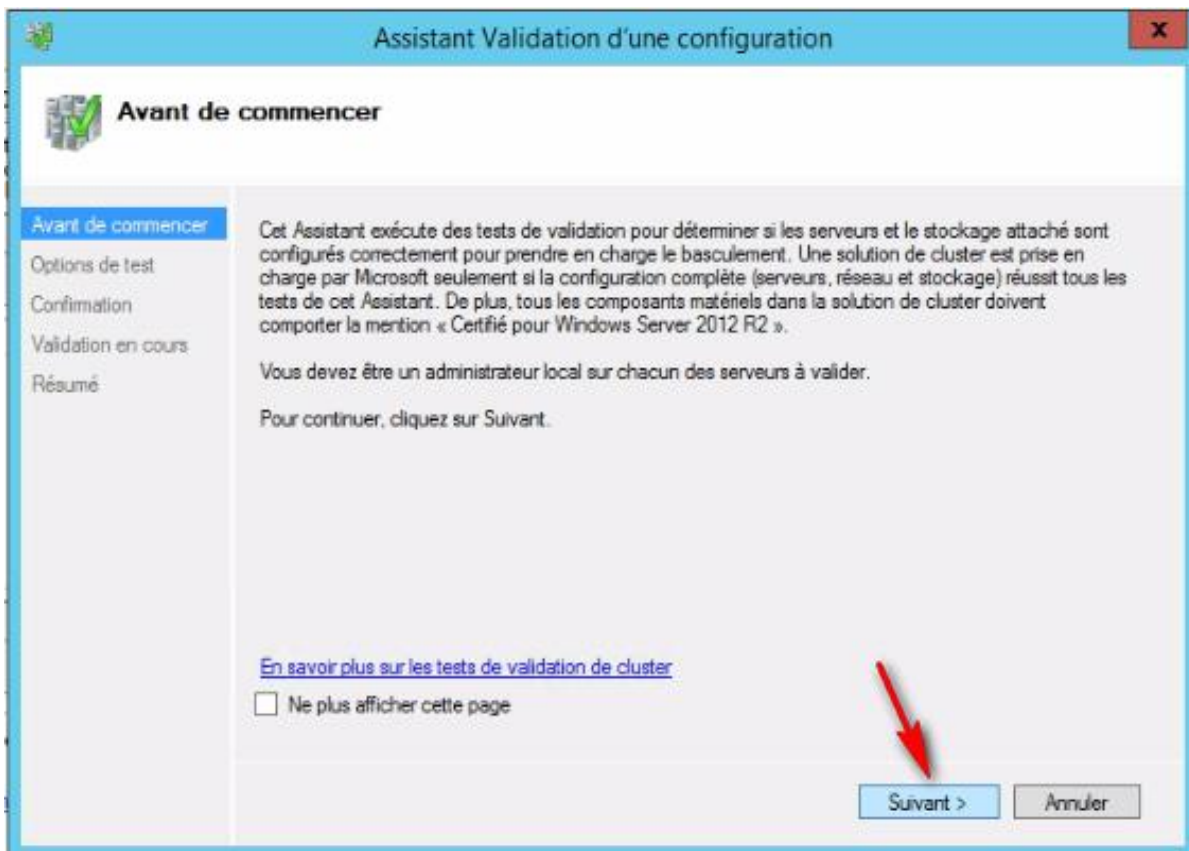 Assistant Validation d'une configuration
x
Avant de commencer
Avant de commencer
Options de test
Confirmation
Validation en cours
Résumé
Cet Assistant exécute des tests de validation pour déterminer si les serveurs et le stockage attaché sont
configurés correctement pour prendre en charge le basculement. Une solution de cluster est prise en
charge par Microsoft seulement si la configuration complète (serveurs, réseau et stockage) réussit tous les
tests de cet Assistant. De plus, tous les composants matériels dans la solution de cluster doivent
comporter la mention « Certifié pour Windows Server 2012 R2 ».
Vous devez être un administrateur local sur chacun des serveurs à valider.
Pour continuer, cliquez sur Suivant.
En savoir plus sur les tests de validation de cluster
Ne plus afficher cette page
Suivant >
Annuler